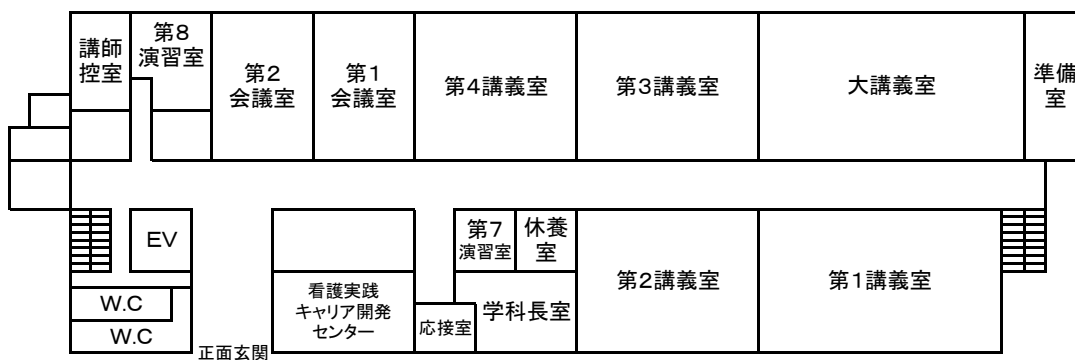 講師
控室
第8
演習室
第2
会議室
第1
会議室
第4講義室
第3講義室
大講義室
準備
室
EV
第7
演習室
休養
室
第2講義室
第1講義室
W.C
W.C
看護実践
キャリア開発
センター
応接室
学科長室
正面玄関